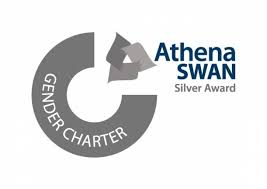 GENDER CHARTER
Athena
SWAN
Silver Award